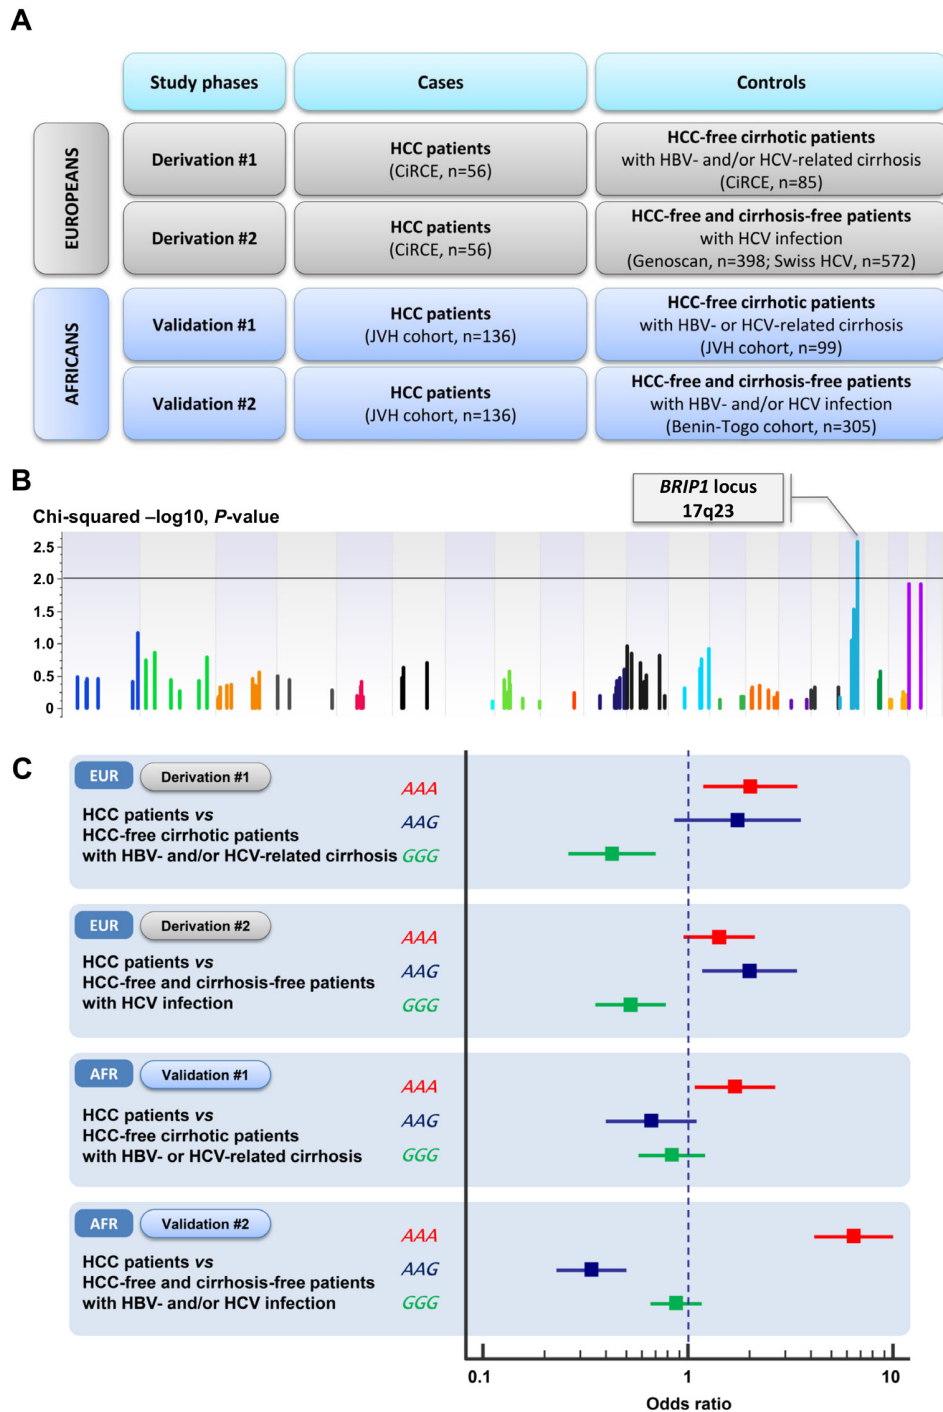 A
Study phases
Cases
Controls
EUROPEANS
Derivation #1
HCC patients
(CiRCE, n=56)
HCC-free cirrhotic patients
with HBV- and/or HCV-related cirrhosis
(CiRCE, n=85)
Derivation #2
HCC patients
(CiRCE, n=56)
HCC-free and cirrhosis-free patients
with HCV infection
(Genoscan, n=398; Swiss HCV, n=572)
AFRICANS
Validation #1
HCC patients
(JVH cohort, n=136)
HCC-free cirrhotic patients
with HBV- or HCV-related cirrhosis
(JVH cohort, n=99)
Validation #2
HCC patients
(JVH cohort, n=136)
HCC-free and cirrhosis-free patients
with HBV- and/or HCV infection
(Benin-Togo cohort, n=305)
B
BRIP1 locus
17q23
Chi-squared –log10, P-value
2.5
2.0
1.5
1.0
0.5
0
C
EUR
Derivation #1
HCC patients vs
HCC-free cirrhotic patients
with HBV- and/or HCV-related cirrhosis
AAA
AAG
GGG
EUR
Derivation #2
HCC patients vs
HCC-free and cirrhosis-free patients
with HCV infection
AAA
AAG
GGG
AFR
Validation #1
HCC patients vs
HCC-free cirrhotic patients
with HBV- or HCV-related cirrhosis
AAA
AAG
GGG
AFR
Validation #2
HCC patients vs
HCC-free and cirrhosis-free patients
with HBV- and/or HCV infection
AAA
AAG
GGG
0.1
1
10
Odds ratio